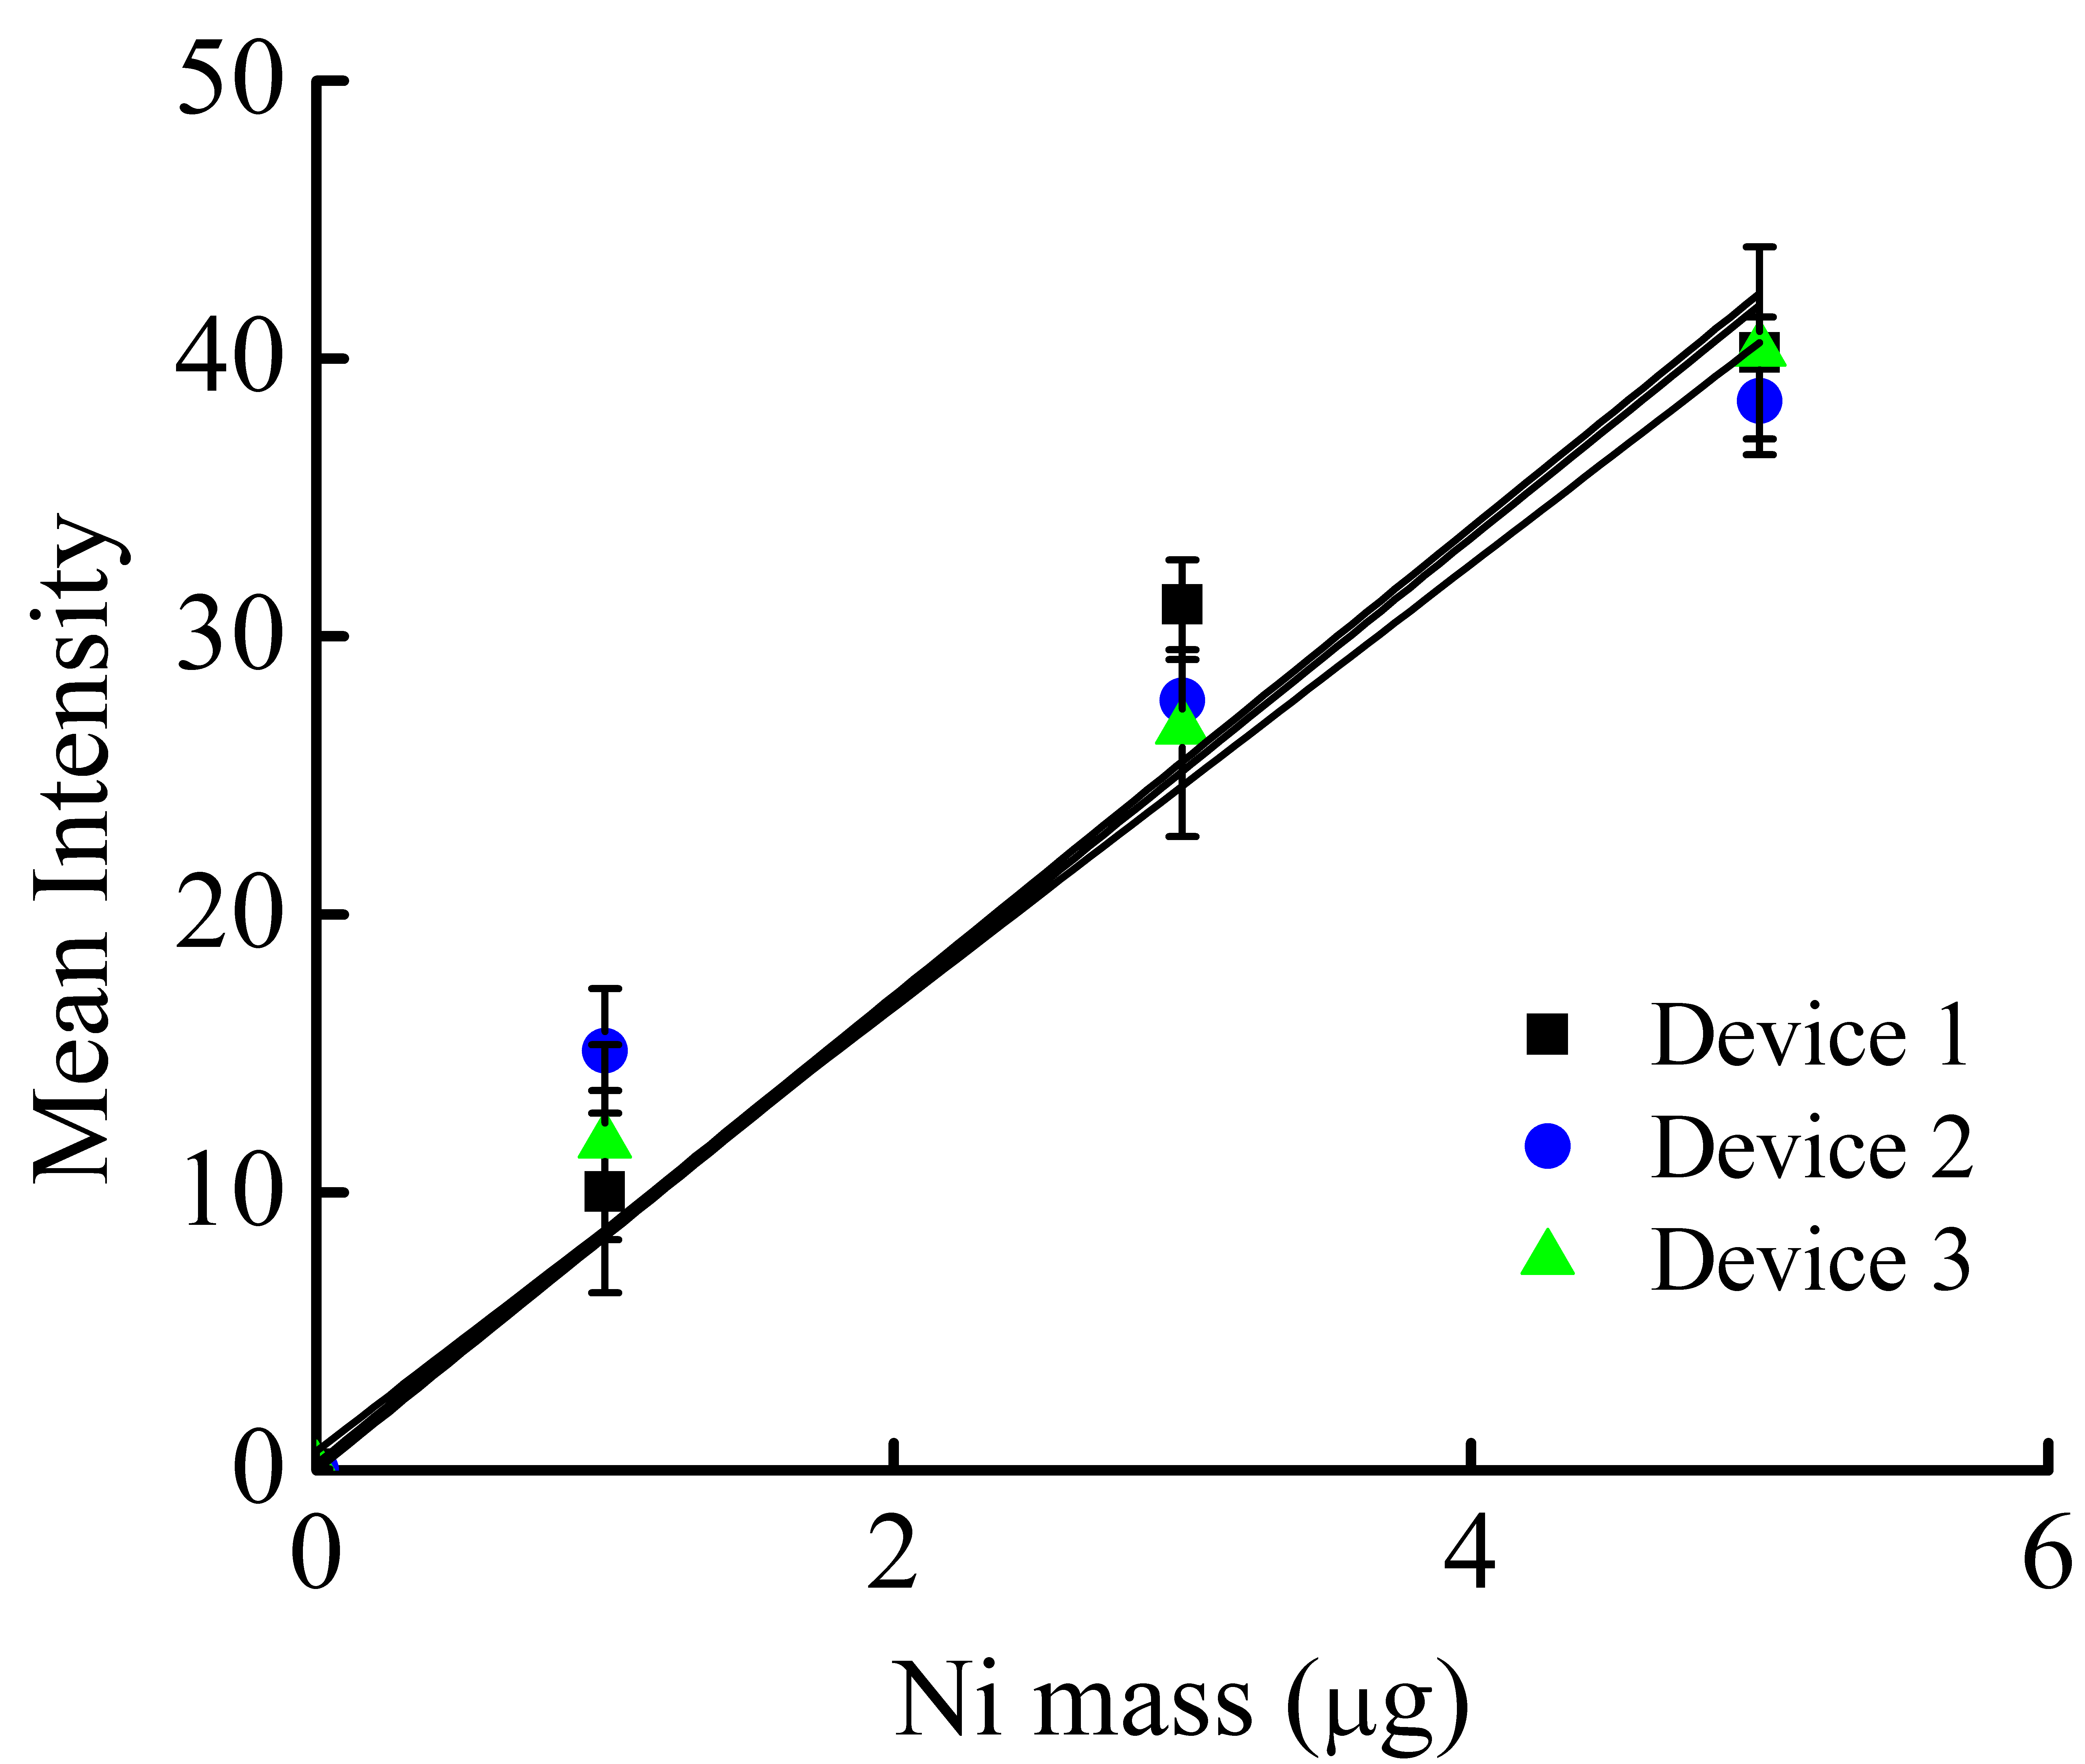 50
40
30
20
10
0
0 2 4 6
Mean Intensity
Ni mass (μg)
Device 1
Device 2
Device 3